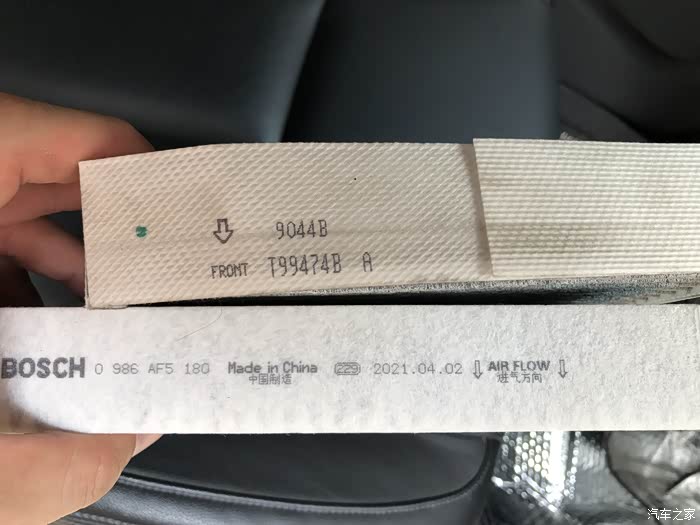 9044B
FRONT T99474B A
BOSCH 0 986 AF5 180 Made in China 229 2021.04.02 AIR FLOW
中国制造 进气方向
汽车之家